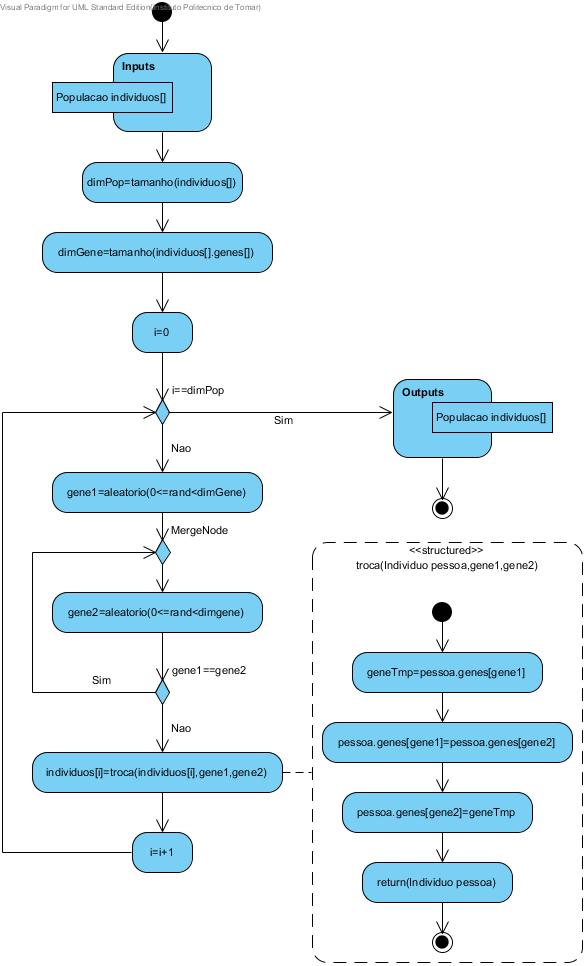 Visual Paradigm for UML Standard Edition(Instituto Politecnico de Tomar)
Inputs
Populacao individuos[]
dimPop=tamanho(individuos[])
dimGene=tamanho(individuos[].genes[])
i=0
i==dimPop
Sim
Outputs
Populacao individuos[]
Nao
gene1=aleatorio(0<=rand<dimGene)
MergeNode
gene2=aleatorio(0<=rand<dimgene)
gene1==gene2
Sim
Nao
individuos[i]=troca(individuos[i],gene1,gene2)
i=i+1
<<structured>>
troca(Individuo pessoa,gene1,gene2)
geneTmp=pessoa.genes[gene1]
pessoa.genes[gene1]=pessoa.genes[gene2]
pessoa.genes[gene2]=geneTmp
return(Individuo pessoa)